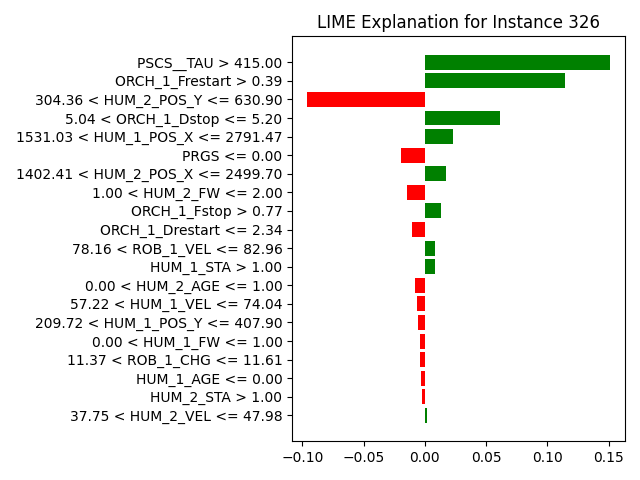 LIME Explanation for Instance 326
PSCS__TAU > 415.00
ORCH_1_Frestart > 0.39
304.36 < HUM_2_POS_Y <= 630.90
5.04 < ORCH_1_Dstop <= 5.20
1531.03 < HUM_1_POS_X <= 2791.47
PRGS <= 0.00
1402.41 < HUM_2_POS_X <= 2499.70
1.00 < HUM_2_FW <= 2.00
ORCH_1_Fstop > 0.77
ORCH_1_Drestart <= 2.34
78.16 < ROB_1_VEL <= 82.96
HUM_1_STA > 1.00
0.00 < HUM_2_AGE <= 1.00
57.22 < HUM_1_VEL <= 74.04
209.72 < HUM_1_POS_Y <= 407.90
0.00 < HUM_1_FW <= 1.00
11.37 < ROB_1_CHG <= 11.61
HUM_1_AGE <= 0.00
HUM_2_STA > 1.00
37.75 < HUM_2_VEL <= 47.98
−0.10 −0.05 0.00 0.05 0.10 0.15